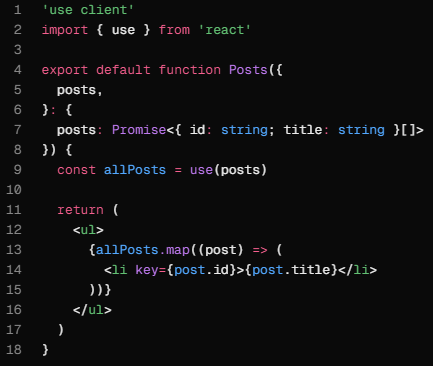 1 'use client'
2 import { use } from 'react'
3
4 export default function Posts({
5   posts,
6 }: {
7   posts: Promise<{ id: string; title: string }[]>
8 }) {
9   const allPosts = use(posts)
10
11   return (
12     <ul>
13       {allPosts.map((post) => (
14         <li key={post.id}>{post.title}</li>
15       ))}
16     </ul>
17   )
18 }